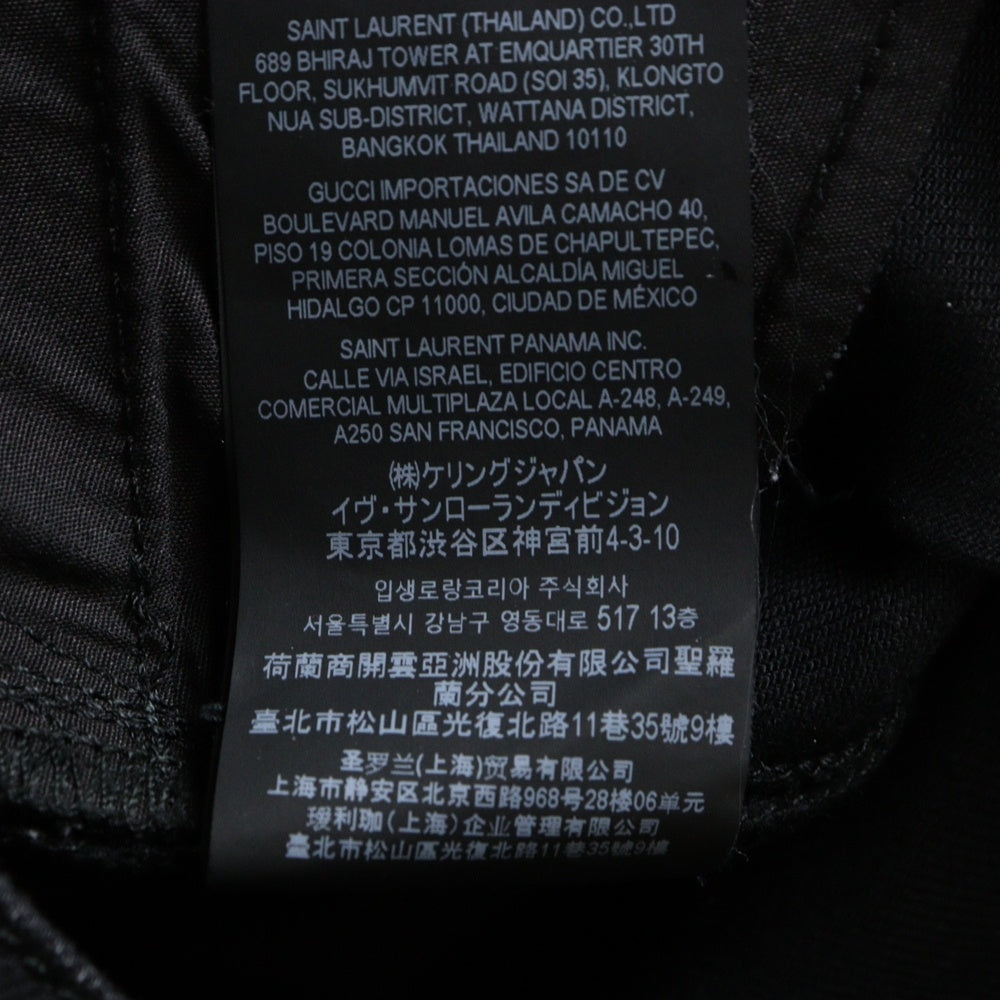 SAINT LAURENT (THAILAND) CO.,LTD
689 BHIRAJ TOWER AT EMQUARTIER 30TH
FLOOR, SUKHUMVIT ROAD (SOI 35), KLONGTO
NUA SUB-DISTRICT, WATTANA DISTRICT,
BANGKOK THAILAND 10110
GUCCI IMPORTACIONES SA DE CV
BOULEVARD MANUEL AVILA CAMACHO 40,
PISO 19 COLONIA LOMAS DE CHAPULTEPEC,
PRIMERA SECCIÓN ALCALDÍA MIGUEL
HIDALGO CP 11000, CIUDAD DE MÉXICO
SAINT LAURENT PANAMA INC.
CALLE VIA ISRAEL, EDIFICIO CENTRO
COMERCIAL MULTIPLAZA LOCAL A-248, A-249,
A250 SAN FRANCISCO, PANAMA
(株)ケリングジャパン
イヴ・サンローランディビジョン
東京都渋谷区神宮前4-3-10
입생로랑코리아 주식회사
서울특별시 강남구 영동대로 517 13층
荷蘭商開雲亞洲股份有限公司聖羅
蘭分公司
臺北市松山區光復北路11巷35號9樓
圣罗兰(上海)贸易有限公司
上海市静安区北京西路968号28楼06单元
瑷利珈(上海)企业管理有限公司
臺北市松山區光復北路11巷35號9樓